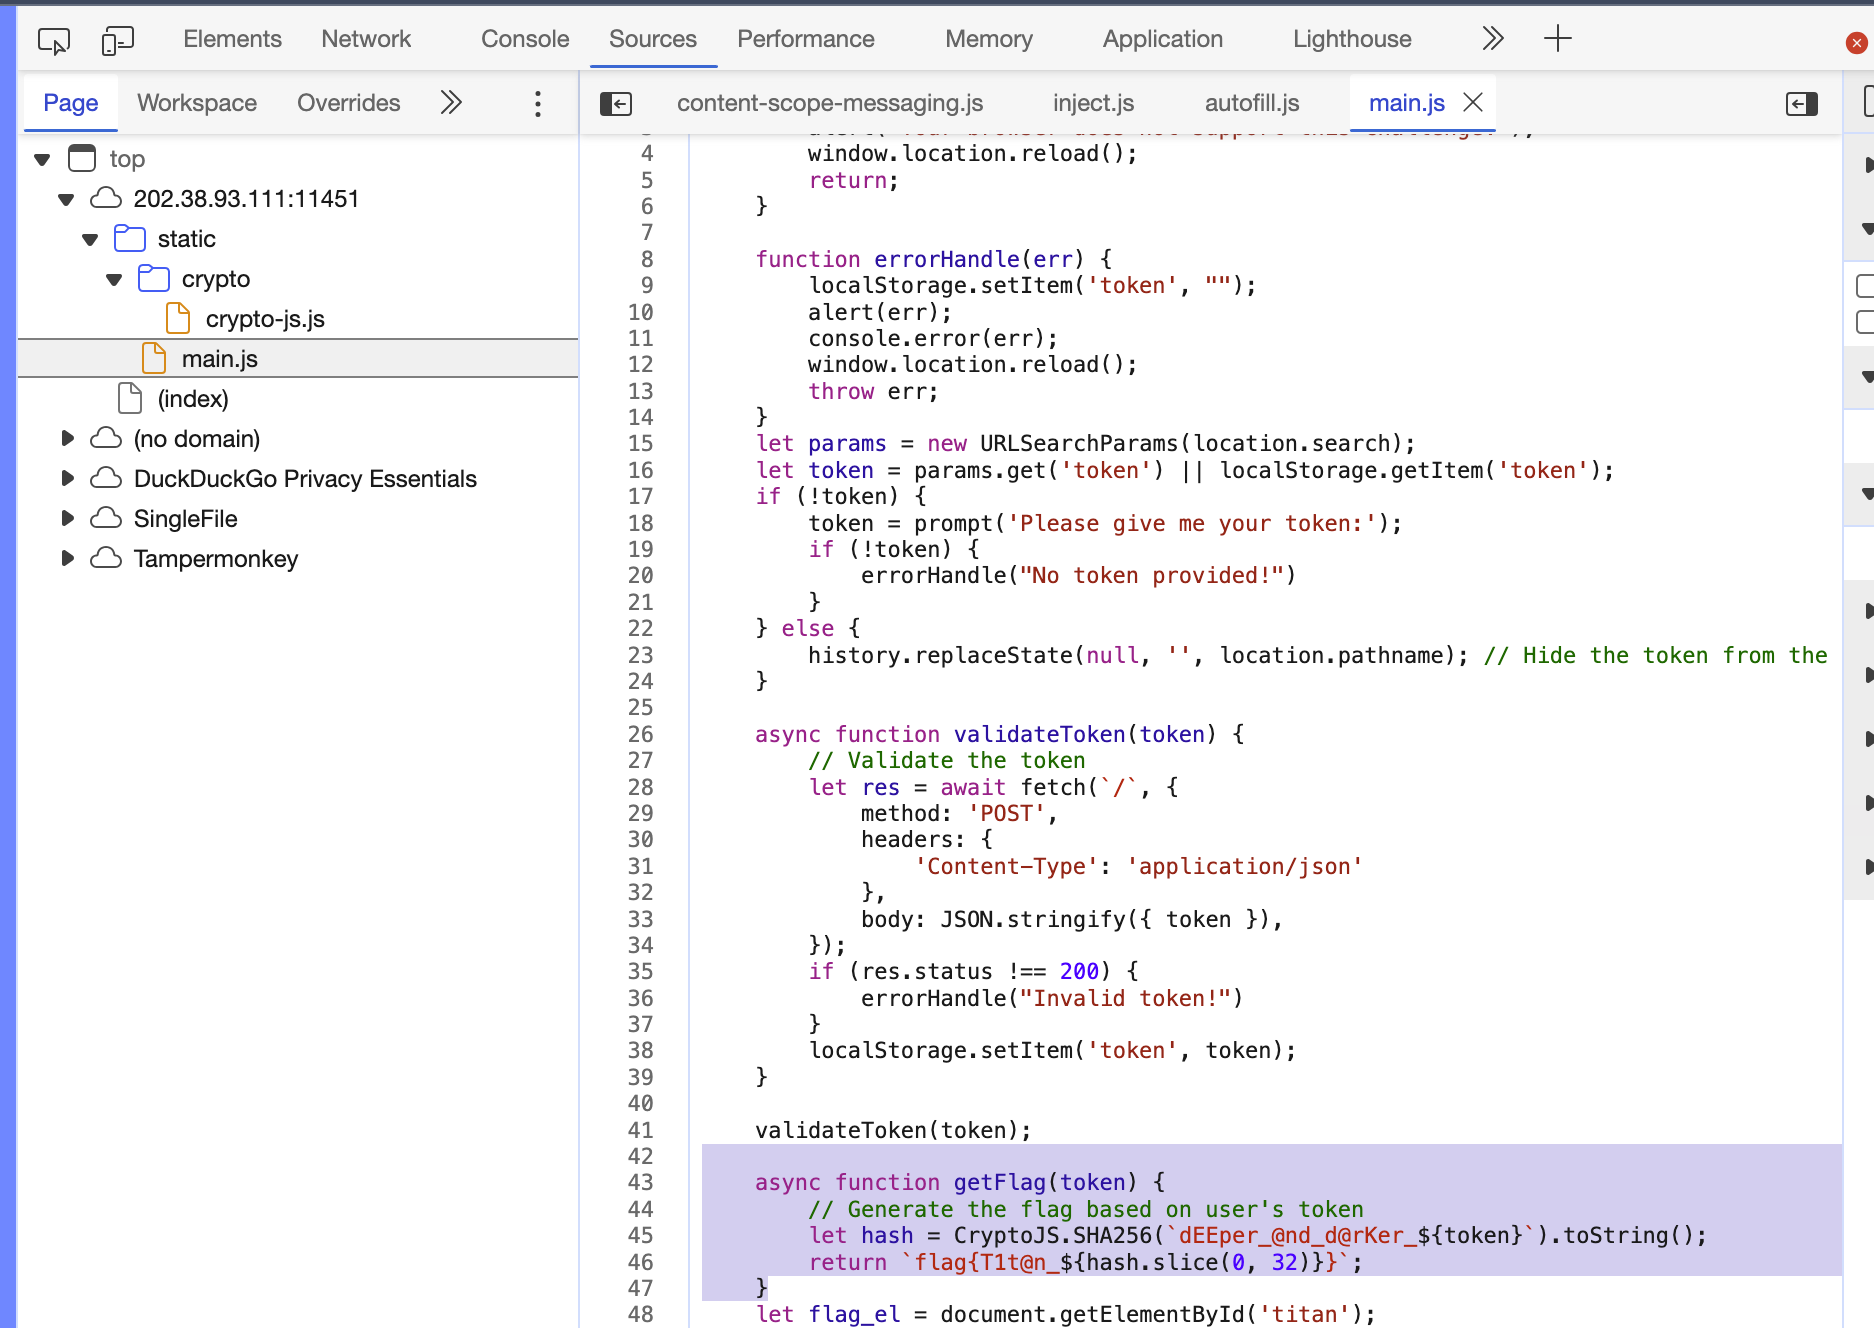 Elements Network Console Sources Performance Memory Application Lighthouse
Page Workspace Overrides
content-scope-messaging.js inject.js autofill.js main.js
top
202.38.93.111:11451
static
crypto
crypto-js.js
main.js
(index)
(no domain)
DuckDuckGo Privacy Essentials
SingleFile
Tampermonkey
4 window.location.reload();
5 return;
6 }
7
8 function errorHandle(err) {
9 localStorage.setItem('token', "");
10 alert(err);
11 console.error(err);
12 window.location.reload();
13 throw err;
14 }
15 let params = new URLSearchParams(location.search);
16 let token = params.get('token') || localStorage.getItem('token');
17 if (!token) {
18 token = prompt('Please give me your token:');
19 if (!token) {
20 errorHandle("No token provided!")
21 }
22 } else {
23 history.replaceState(null, '', location.pathname); // Hide the token from the
24 }
25
26 async function validateToken(token) {
27 // Validate the token
28 let res = await fetch(`/`, {
29 method: 'POST',
30 headers: {
31 'Content-Type': 'application/json'
32 },
33 body: JSON.stringify({ token }),
34 });
35 if (res.status !== 200) {
36 errorHandle("Invalid token!")
37 }
38 localStorage.setItem('token', token);
39 }
40
41 validateToken(token);
42
43 async function getFlag(token) {
44 // Generate the flag based on user's token
45 let hash = CryptoJS.SHA256(`dEEper_@nd_d@rKer_${token}`).toString();
46 return `flag{T1t@n_${hash.slice(0, 32)}}`;
47 }
48 let flag_el = document.getElementById('titan');